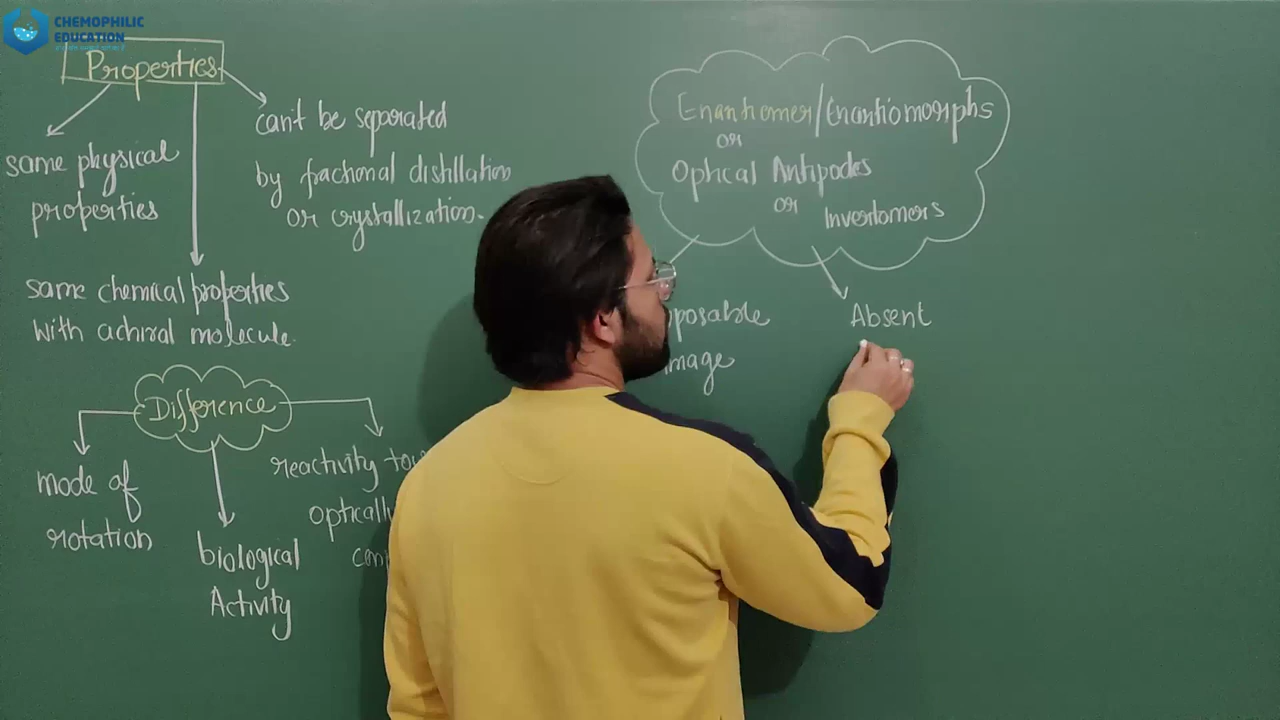 CHEMOPHILIC
EDUCATION
Properties
same physical
properties
can't be separated
by fractional distillation
or crystallization.
same chemical properties
with achiral molecule.
Difference
mode of
rotation
biological
Activity
reactivity
optically
Enantiomer/Enantiomorphs
or
Optical Antipodes
or Invertomers
image
Absent